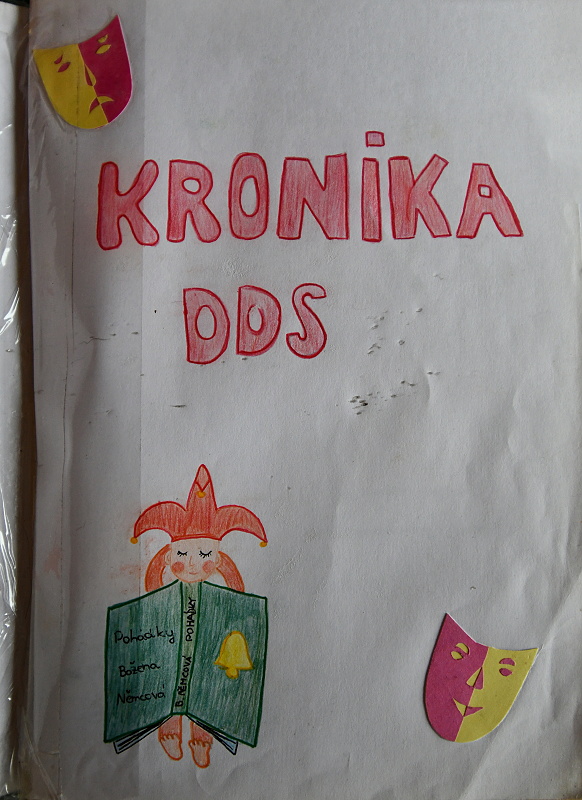 KRONiKA
DDS
Pohádky
Božena
Němcová
B. NĚMCOVÁ POHÁDKY